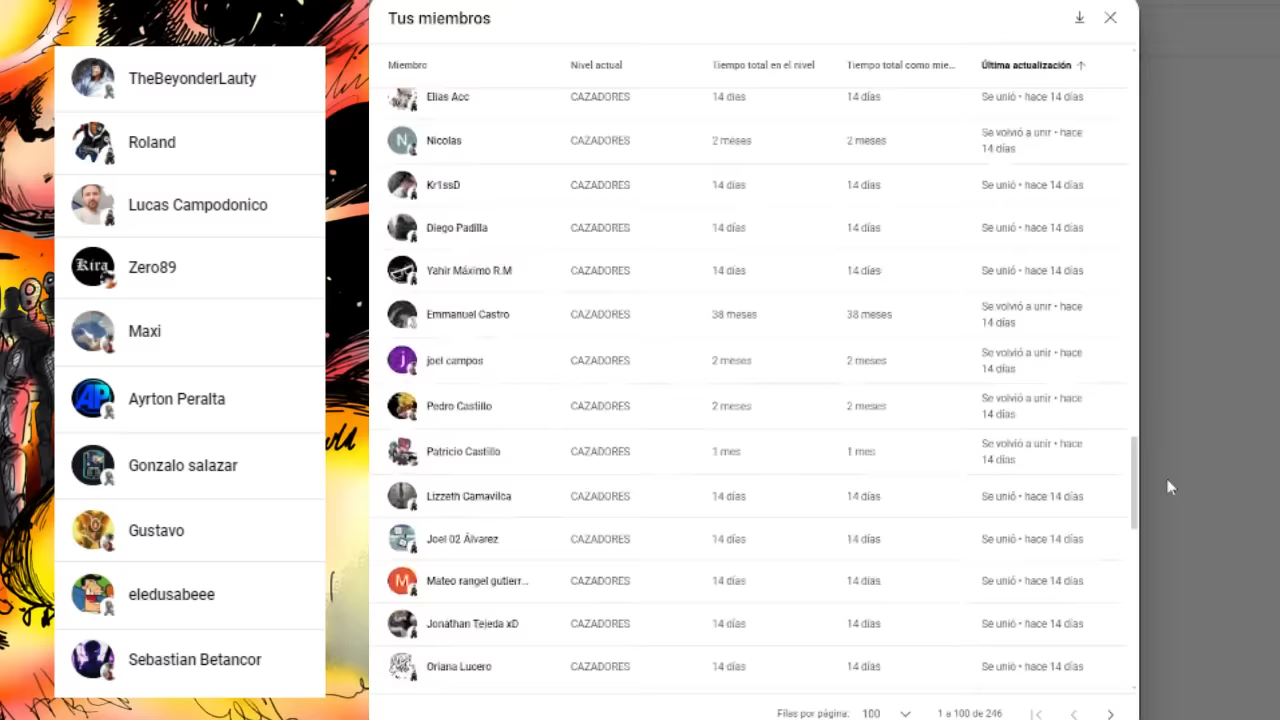 TheBeyonderLauty
Roland
Lucas Campodonico
Kira
Zero89
Maxi
AP
Ayrton Peralta
Gonzalo salazar
Gustavo
eledusabeee
Sebastian Betancor
Tus miembros
Miembro Nivel actual Tiempo total en el nivel Tiempo total como mie... Última actualización
Elias Acc CAZADORES 14 días 14 días Se unió • hace 14 días
N Nicolas CAZADORES 2 meses 2 meses Se volvió a unir • hace
14 días
Kr1ssD CAZADORES 14 días 14 días Se unió • hace 14 días
Diego Padilla CAZADORES 14 días 14 días Se unió • hace 14 días
Yahir Máximo R.M CAZADORES 14 días 14 días Se unió • hace 14 días
Emmanuel Castro CAZADORES 38 meses 38 meses Se volvió a unir • hace
14 días
j joel campos CAZADORES 2 meses 2 meses Se volvió a unir • hace
14 días
Pedro Castillo CAZADORES 2 meses 2 meses Se volvió a unir • hace
14 días
Patricio Castillo CAZADORES 1 mes 1 mes Se volvió a unir • hace
14 días
Lizzeth Camavilca CAZADORES 14 días 14 días Se unió • hace 14 días
Joel 02 Álvarez CAZADORES 14 días 14 días Se unió • hace 14 días
M Mateo rangel gutierr... CAZADORES 14 días 14 días Se unió • hace 14 días
Jonathan Tejeda xD CAZADORES 14 días 14 días Se unió • hace 14 días
Oriana Lucero CAZADORES 14 días 14 días Se unió • hace 14 días
Filas por página: 100 1 a 100 de 246